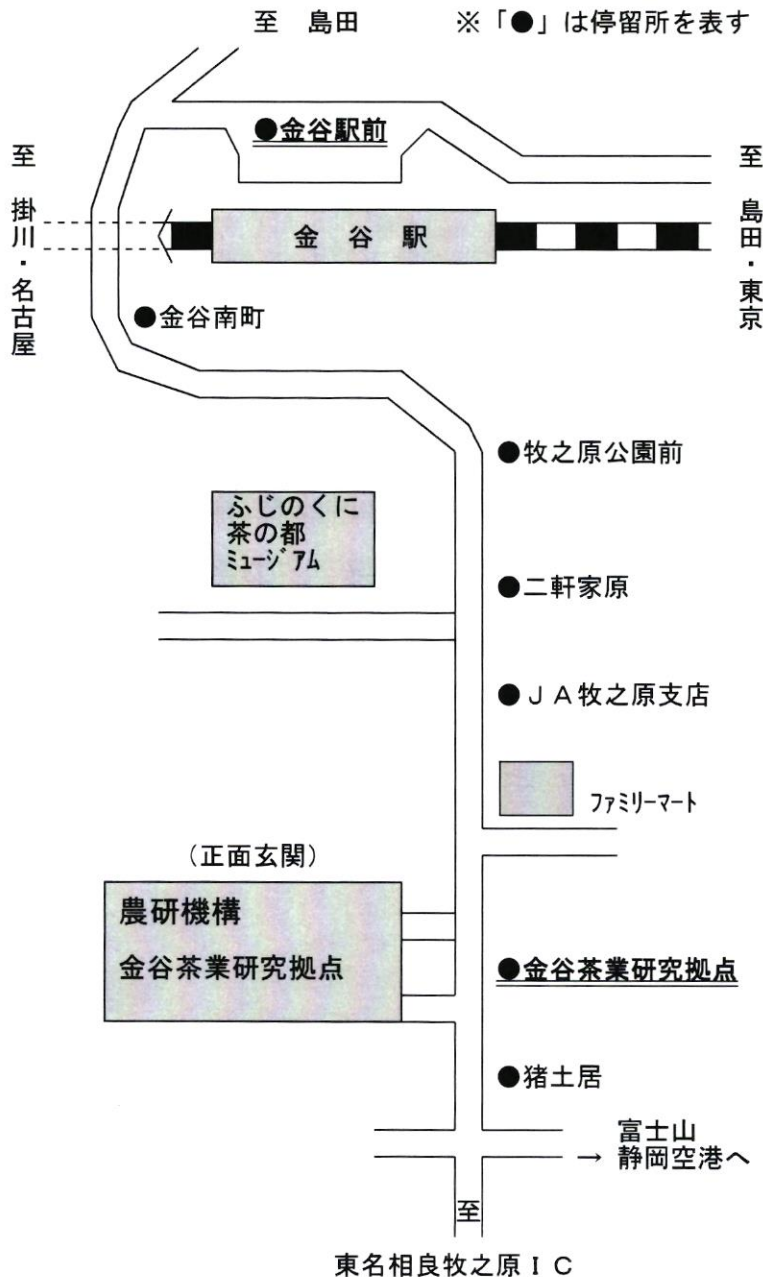 至 島田
※「●」は停留所を表す
●金谷駅前
至 掛川・名古屋
至 島田・東京
金谷駅
●金谷南町
●牧之原公園前
ふじのくに
茶の都
ミュージアム
●二軒家原
●JA牧之原支店
ファミリーマート
（正面玄関）
農研機構
金谷茶業研究拠点
●金谷茶業研究拠点
●猪土居
富士山
→ 静岡空港へ
至
東名相良牧之原IC